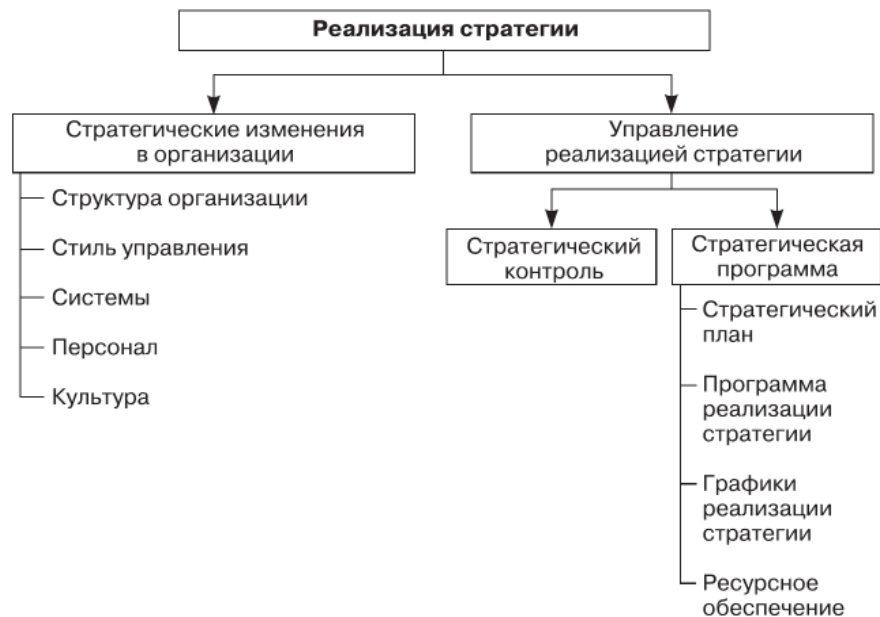 Реализация стратегии
Стратегические изменения
в организации
Структура организации
Стиль управления
Системы
Персонал
Культура
Управление
реализацией стратегии
Стратегический
контроль
Стратегическая
программа
Стратегический
план
Программа
реализации
стратегии
Графики
реализации
стратегии
Ресурсное
обеспечение